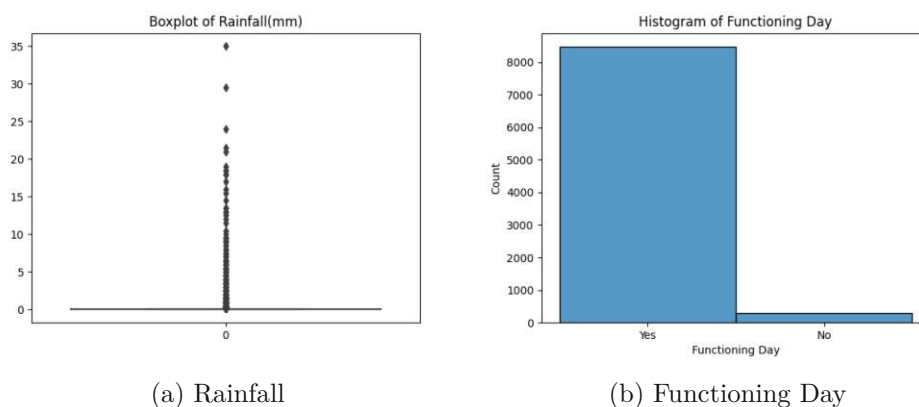 Boxplot of Rainfall(mm)
35
30
25
20
15
10
5
0
0
(a) Rainfall
Histogram of Functioning Day
Count
8000
7000
6000
5000
4000
3000
2000
1000
0
Yes
No
Functioning Day
(b) Functioning Day